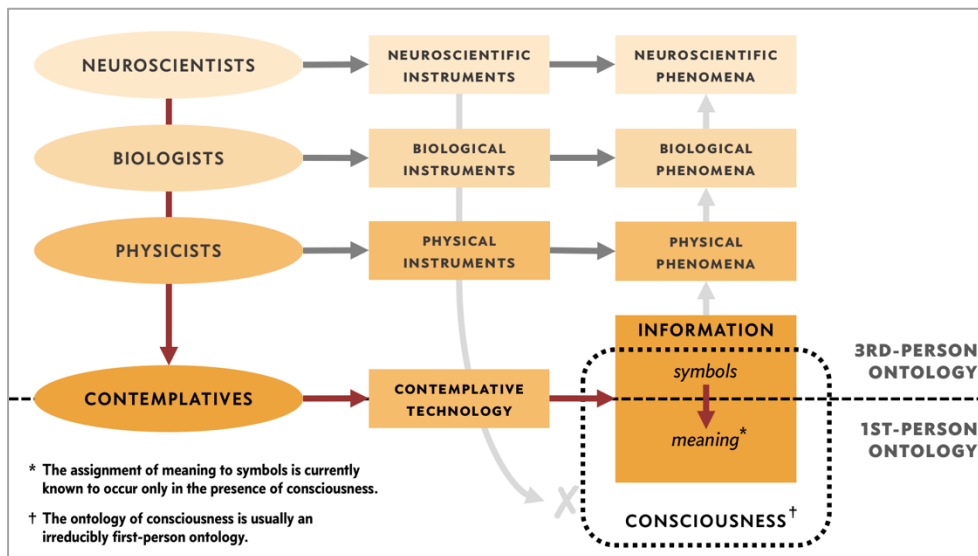 NEUROSCIENTISTS
NEUROSCIENTIFIC
INSTRUMENTS
NEUROSCIENTIFIC
PHENOMENA
BIOLOGISTS
BIOLOGICAL
INSTRUMENTS
BIOLOGICAL
PHENOMENA
PHYSICISTS
PHYSICAL
INSTRUMENTS
PHYSICAL
PHENOMENA
INFORMATION
symbols
3RD-PERSON
ONTOLOGY
CONTEMPLATIVES
CONTEMPLATIVE
TECHNOLOGY
meaning*
1ST-PERSON
ONTOLOGY
* The assignment of meaning to symbols is currently
known to occur only in the presence of consciousness.
† The ontology of consciousness is usually an
irreducibly first-person ontology.
X
CONSCIOUSNESS†